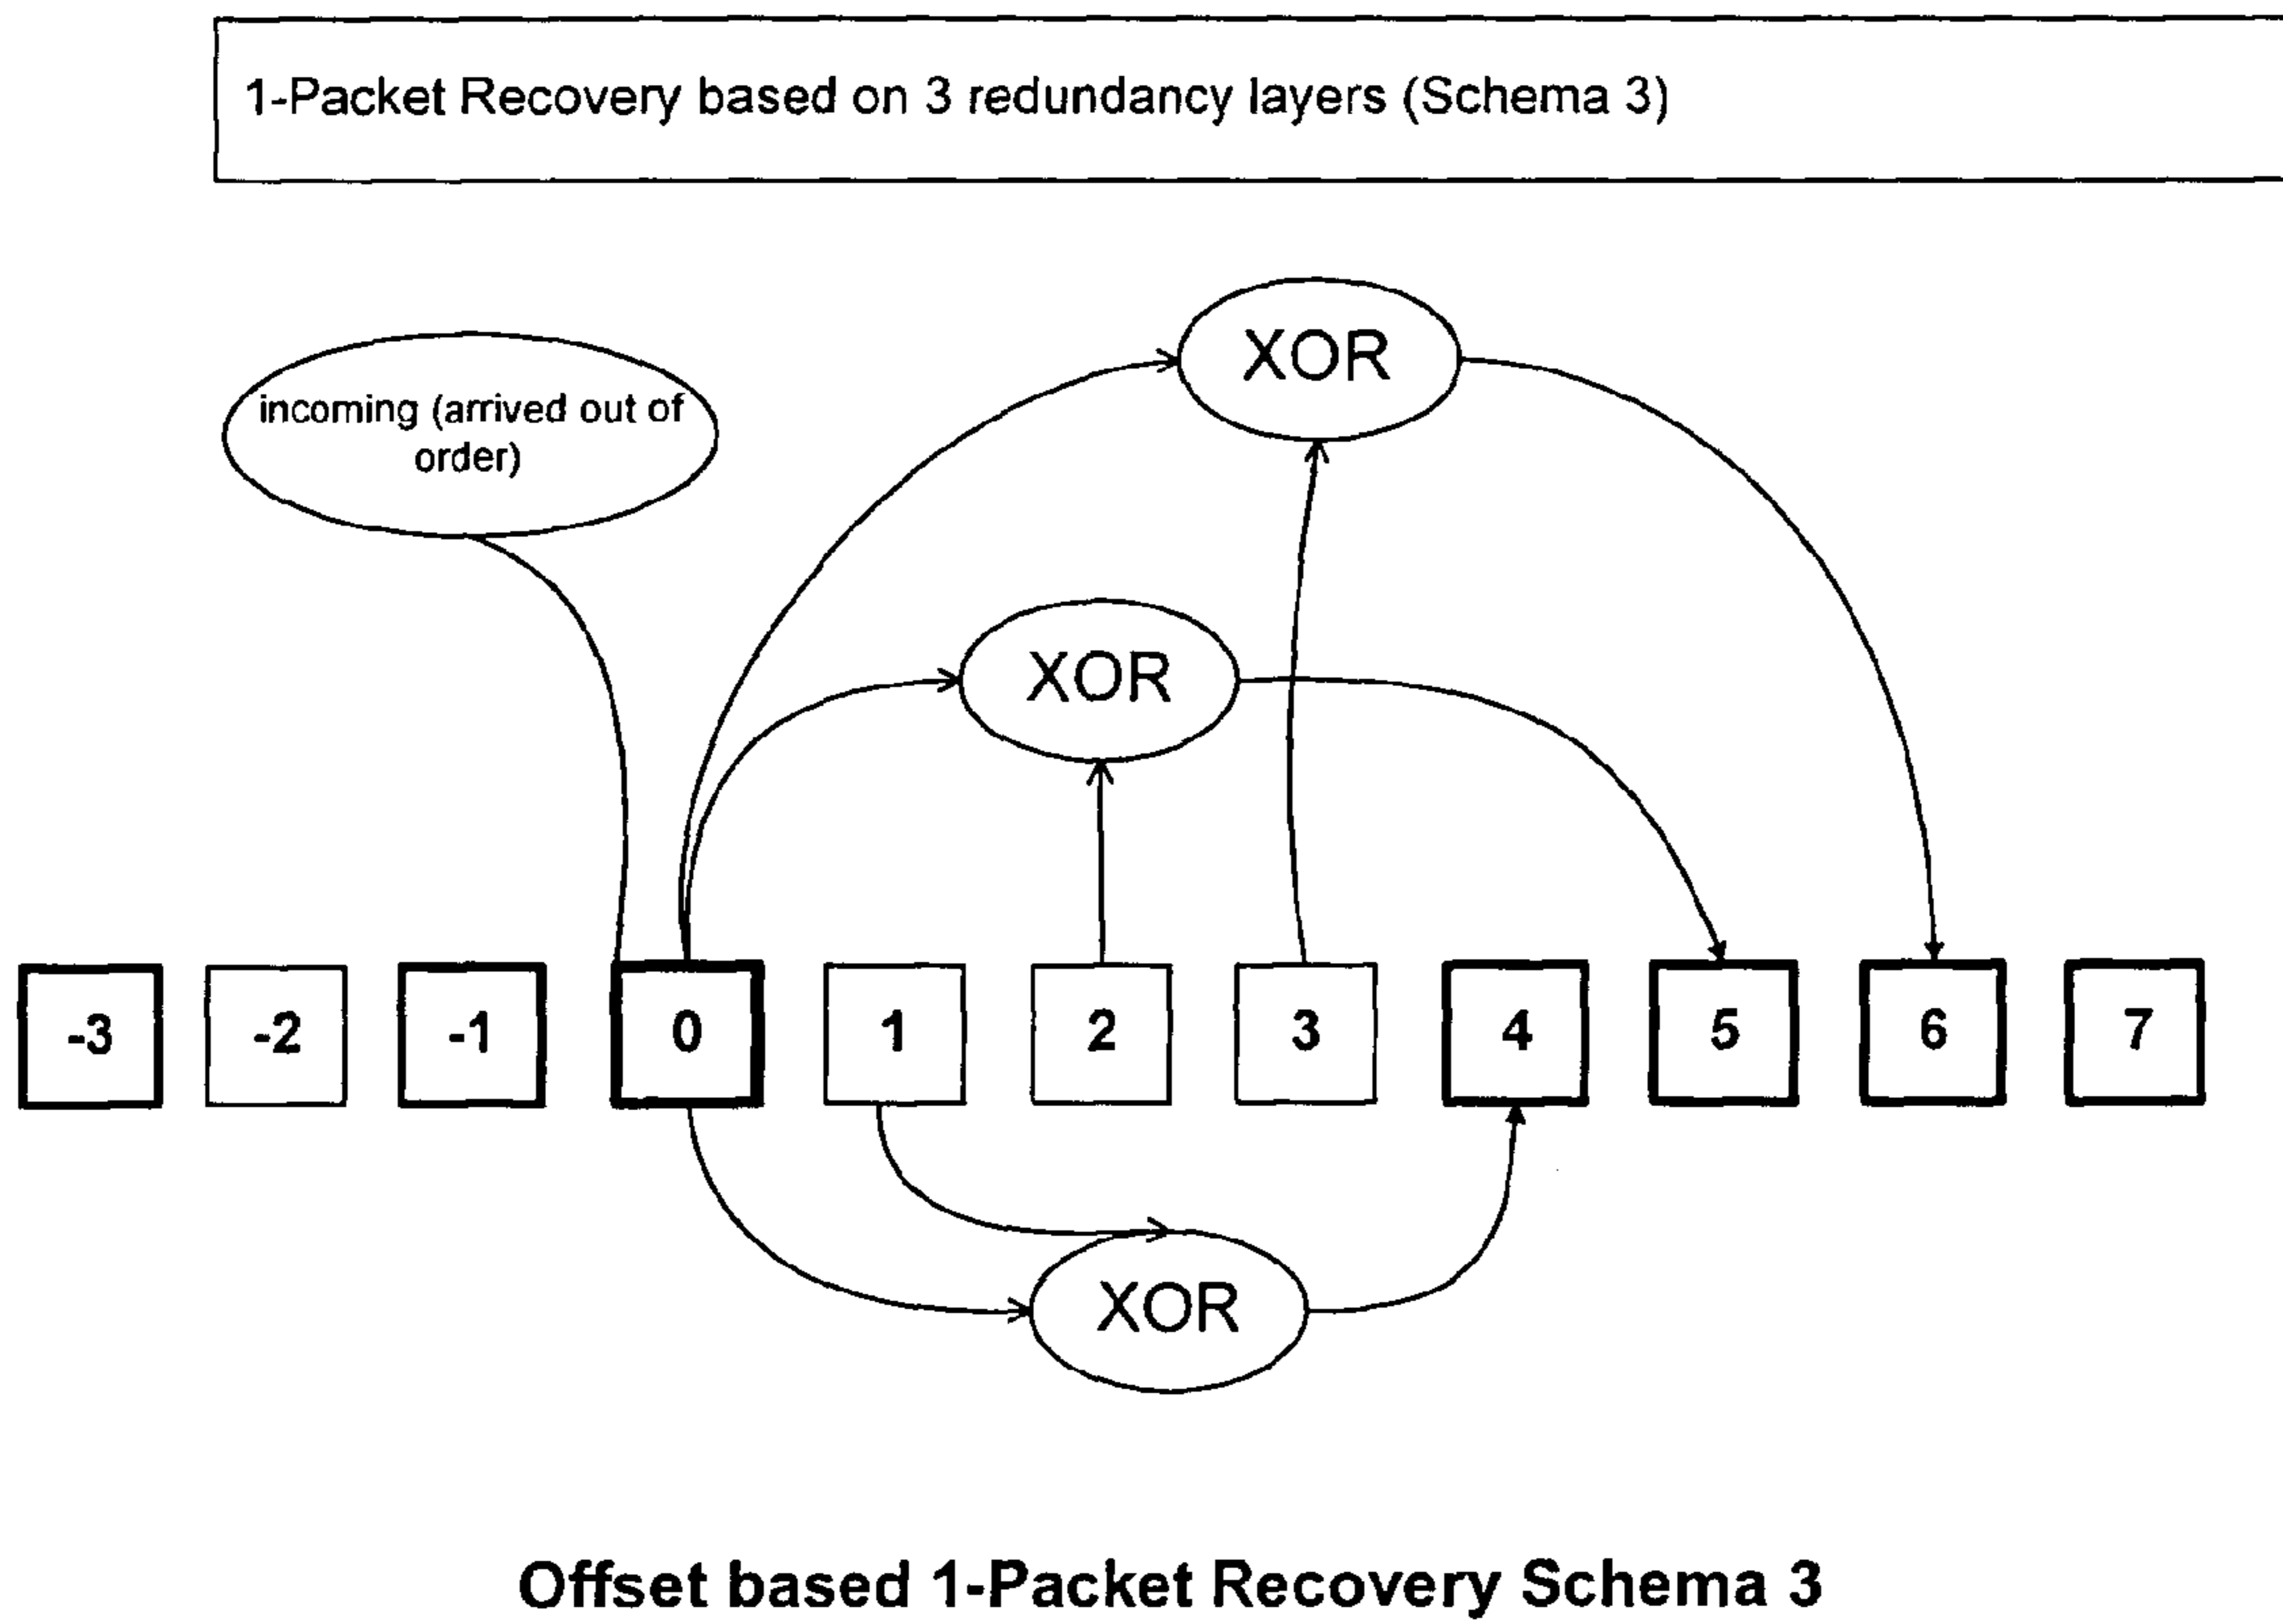 1-Packet Recovery based on 3 redundancy layers (Schema 3)
XOR
incoming (arrived out of
order)
XOR
-3
-2
-1
0
1
2
3
4
5
6
7
XOR
Offset based 1-Packet Recovery Schema 3